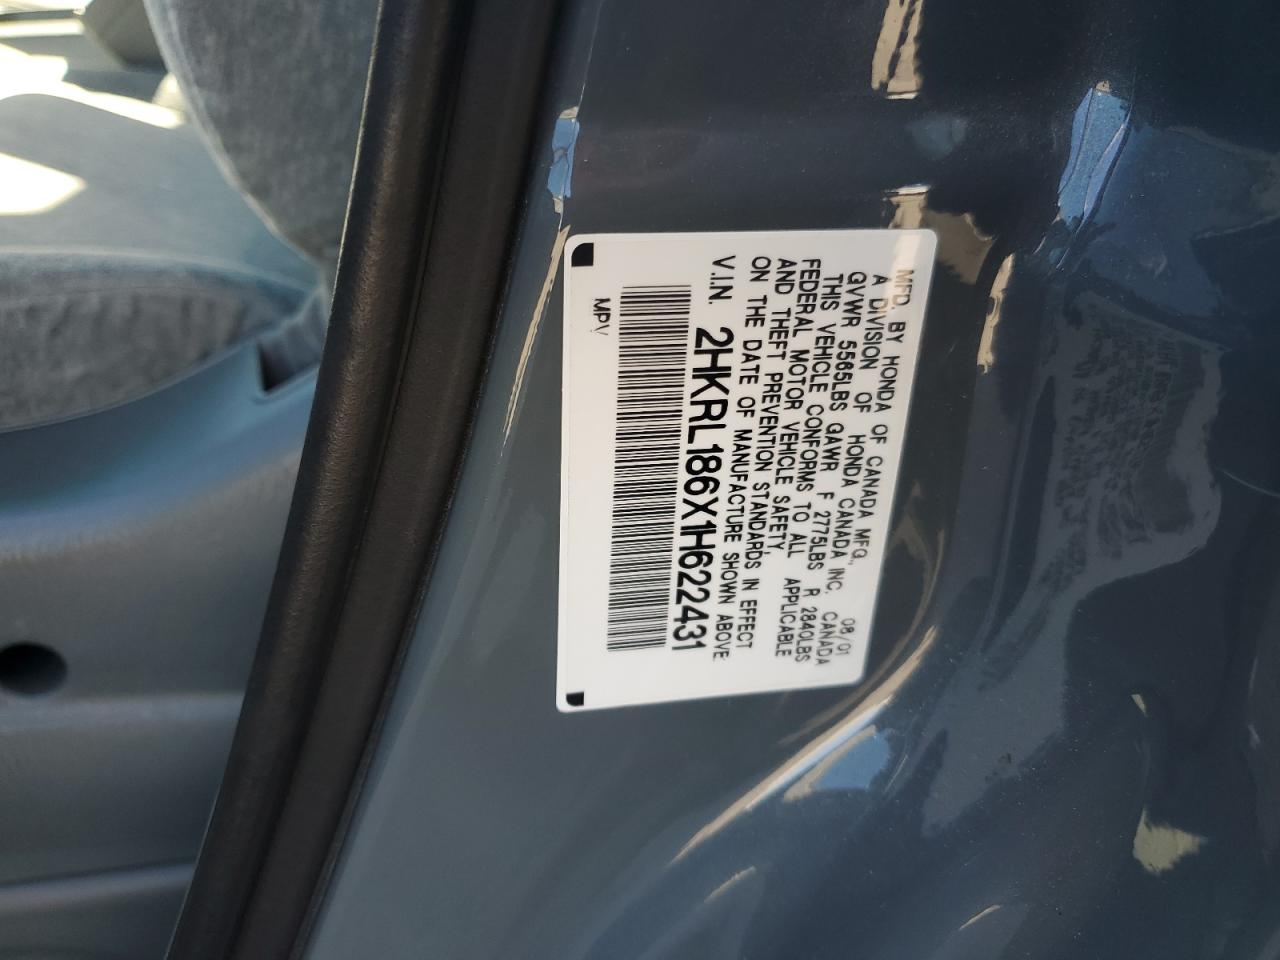 MFD. BY HONDA OF CANADA MFG., 08/01
A DIVISION OF HONDA CANADA INC. CANADA
GVWR 5565LBS GAWR F 2775LBS R 2840LBS
THIS VEHICLE CONFORMS TO ALL APPLICABLE
FEDERAL MOTOR VEHICLE SAFETY,
AND THEFT PREVENTION STANDARDS IN EFFECT
ON THE DATE OF MANUFACTURE SHOWN ABOVE
V.I.N. 2HKRL186X1H622431
MPV